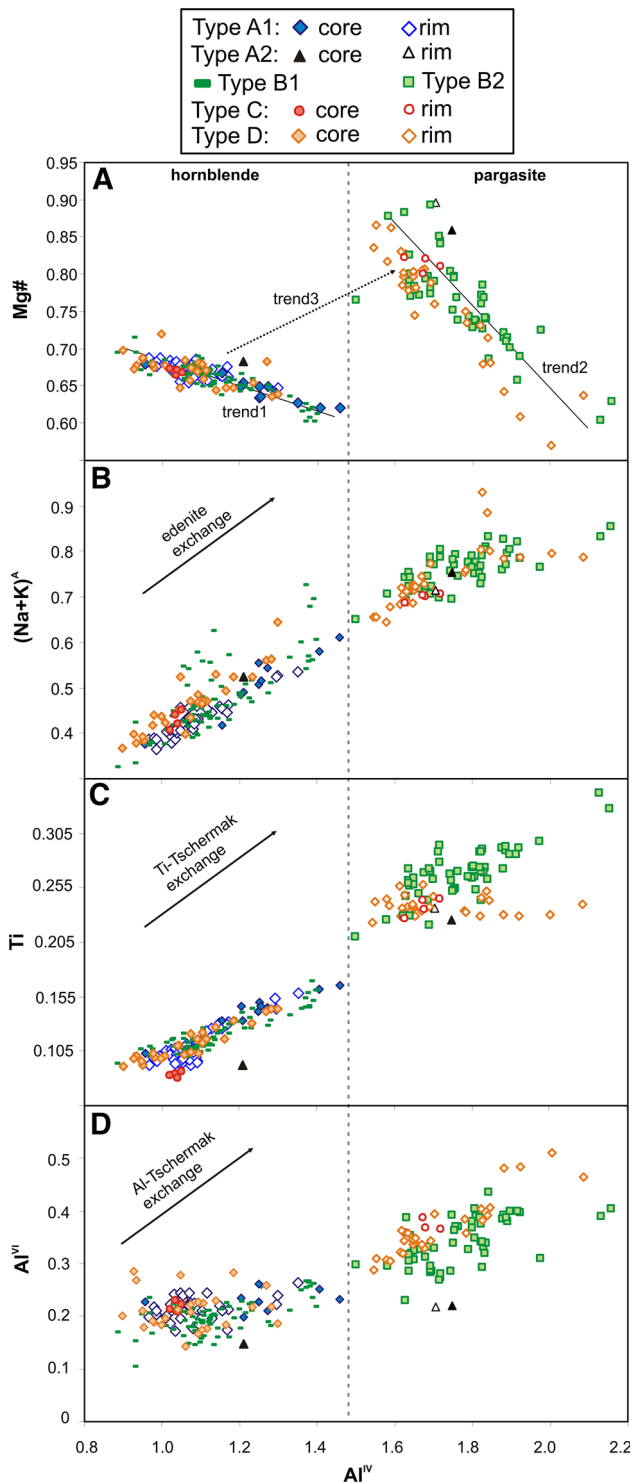 Type A1: core rim
Type A2: core rim
Type B1 Type B2
Type C: core rim
Type D: core rim
A hornblende pargasite
0.95
0.90
0.85
0.80
0.75
0.70
0.65
0.60
Mg#
trend3
trend1
trend2
B
edenite
exchange
0.9
0.8
0.7
0.6
0.5
0.4
(Na+K)ᴬ
C
Ti-Tschermak
exchange
0.305
0.255
0.205
0.155
0.105
Ti
D
Al-Tschermak
exchange
0.5
0.4
0.3
0.2
0.1
0
Alⱽᴵ
0.8 1.0 1.2 1.4 1.6 1.8 2.0 2.2
Alᴵⱽ